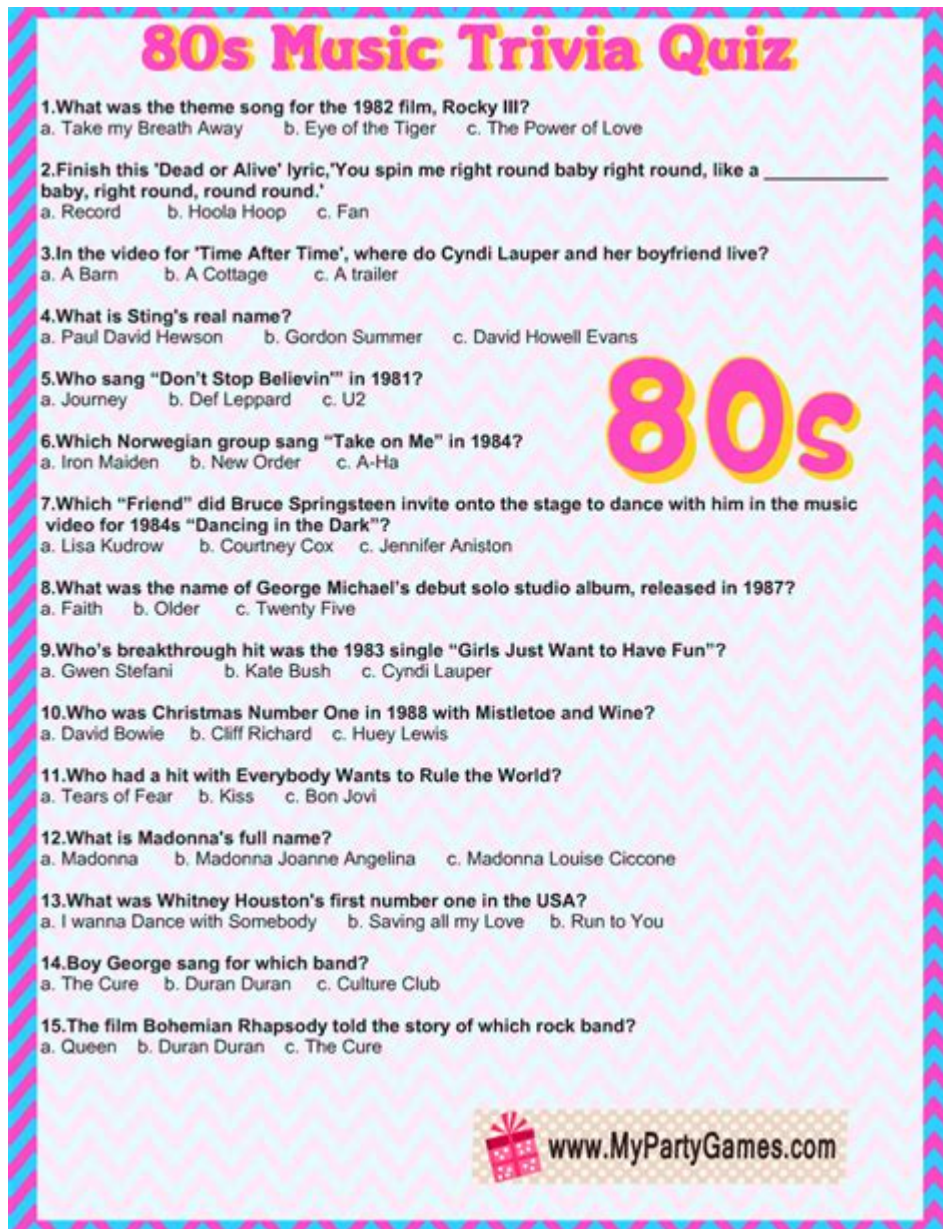 80s Music Trivia Quiz
1.What was the theme song for the 1982 film, Rocky III?
a. Take my Breath Away b. Eye of the Tiger c. The Power of Love
2.Finish this 'Dead or Alive' lyric,'You spin me right round baby right round, like a ____________
baby, right round, round round.'
a. Record b. Hoola Hoop c. Fan
3.In the video for 'Time After Time', where do Cyndi Lauper and her boyfriend live?
a. A Barn b. A Cottage c. A trailer
4.What is Sting's real name?
a. Paul David Hewson b. Gordon Summer c. David Howell Evans
5.Who sang “Don’t Stop Believin'” in 1981?
a. Journey b. Def Leppard c. U2
80s
6.Which Norwegian group sang “Take on Me” in 1984?
a. Iron Maiden b. New Order c. A-Ha
7.Which “Friend” did Bruce Springsteen invite onto the stage to dance with him in the music
video for 1984s “Dancing in the Dark”?
a. Lisa Kudrow b. Courtney Cox c. Jennifer Aniston
8.What was the name of George Michael’s debut solo studio album, released in 1987?
a. Faith b. Older c. Twenty Five
9.Who’s breakthrough hit was the 1983 single “Girls Just Want to Have Fun”?
a. Gwen Stefani b. Kate Bush c. Cyndi Lauper
10.Who was Christmas Number One in 1988 with Mistletoe and Wine?
a. David Bowie b. Cliff Richard c. Huey Lewis
11.Who had a hit with Everybody Wants to Rule the World?
a. Tears of Fear b. Kiss c. Bon Jovi
12.What is Madonna's full name?
a. Madonna b. Madonna Joanne Angelina c. Madonna Louise Ciccone
13.What was Whitney Houston's first number one in the USA?
a. I wanna Dance with Somebody b. Saving all my Love b. Run to You
14.Boy George sang for which band?
a. The Cure b. Duran Duran c. Culture Club
15.The film Bohemian Rhapsody told the story of which rock band?
a. Queen b. Duran Duran c. The Cure
www.MyPartyGames.com